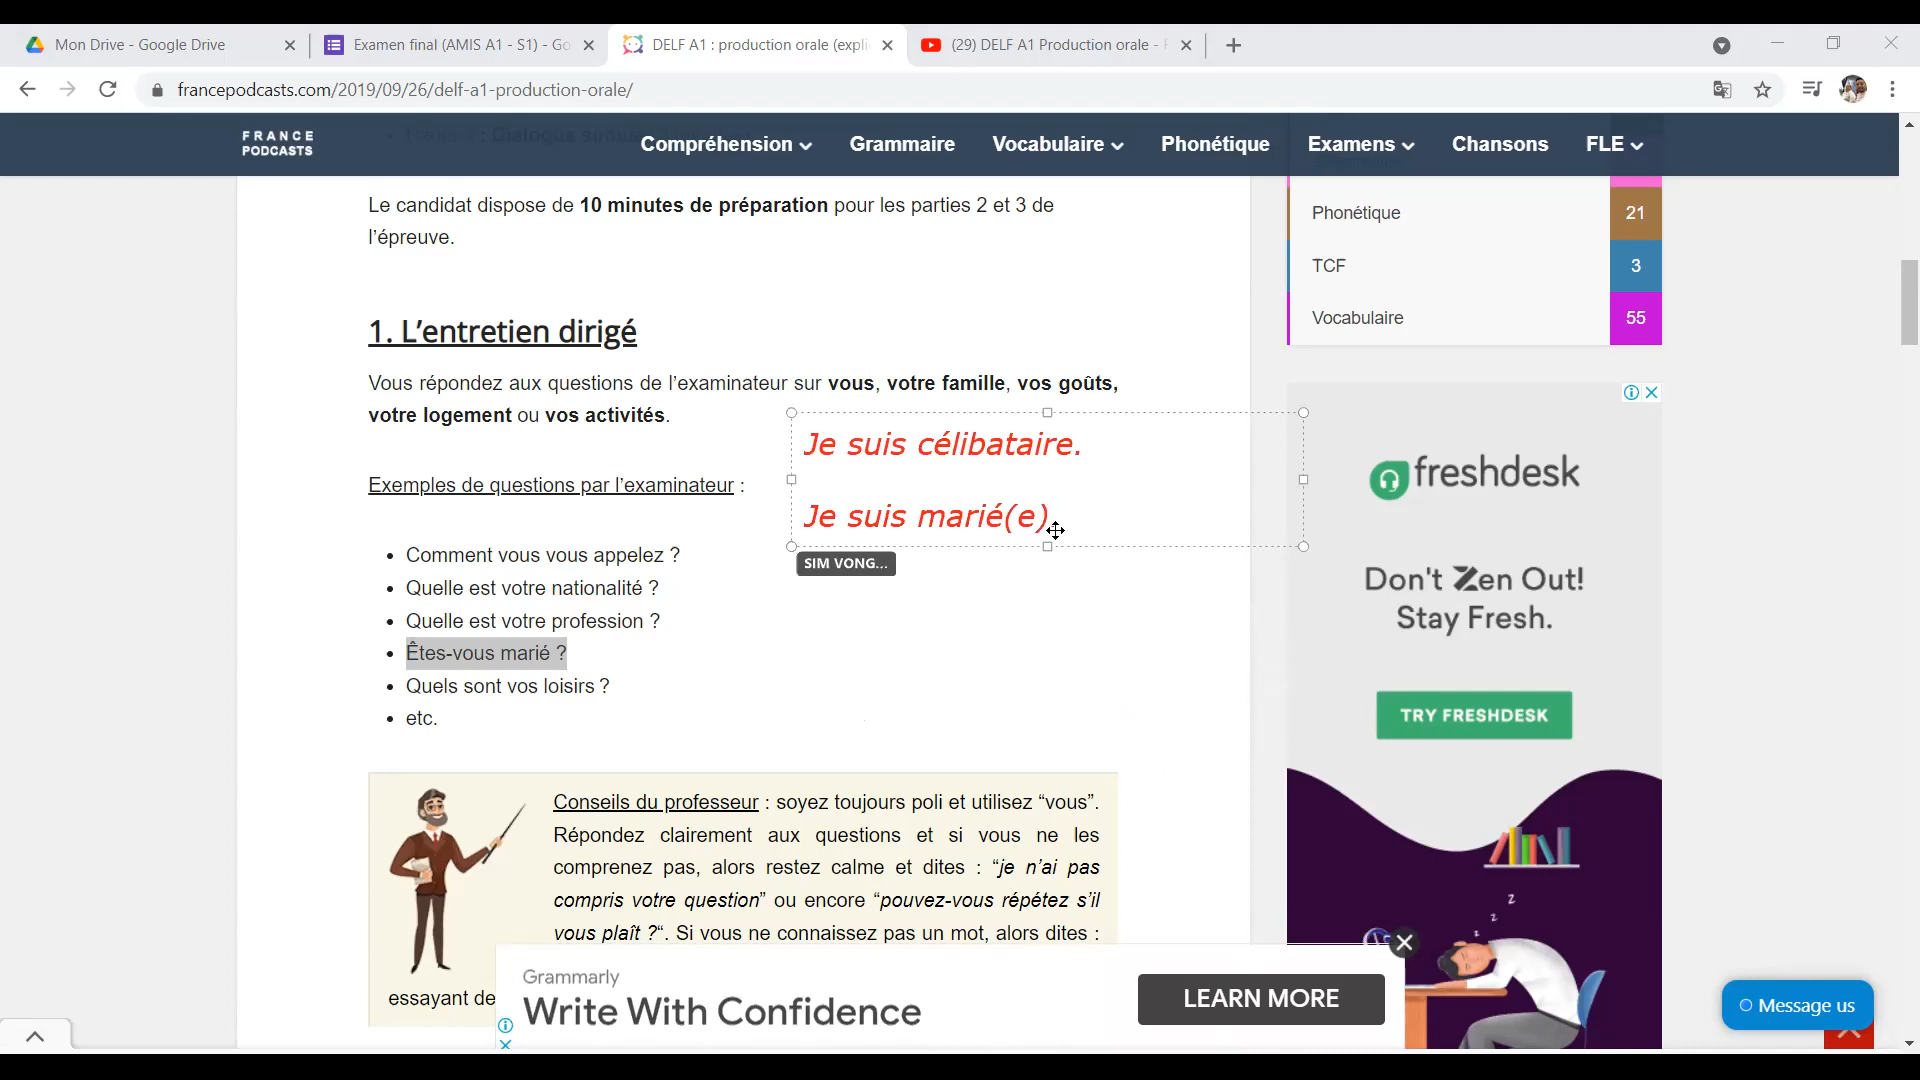 Mon Drive - Google Drive
Examen final (AMIS A1 - S1) - Go
DELF A1 : production orale (expli
(29) DELF A1 Production orale -
francepodcasts.com/2019/09/26/delf-a1-production-orale/
FRANCE
PODCASTS
Compréhension
Grammaire
Vocabulaire
Phonétique
Examens
Chansons
FLE
Le candidat dispose de 10 minutes de préparation pour les parties 2 et 3 de
l’épreuve.
1. L’entretien dirigé
Vous répondez aux questions de l’examinateur sur vous, votre famille, vos goûts,
votre logement ou vos activités.
Je suis célibataire.
Exemples de questions par l’examinateur :
Je suis marié(e)
SIM VONG...
• Comment vous vous appelez ?
• Quelle est votre nationalité ?
• Quelle est votre profession ?
• Êtes-vous marié ?
• Quels sont vos loisirs ?
• etc.
Conseils du professeur : soyez toujours poli et utilisez “vous”.
Répondez clairement aux questions et si vous ne les
comprenez pas, alors restez calme et dites : “je n’ai pas
compris votre question” ou encore “pouvez-vous répétez s’il
vous plaît ?“. Si vous ne connaissez pas un mot, alors dites :
essayant de
Phonétique 21
TCF 3
Vocabulaire 55
freshdesk
Don't Zen Out!
Stay Fresh.
TRY FRESHDESK
z
z
z
Grammarly
Write With Confidence
LEARN MORE
Message us